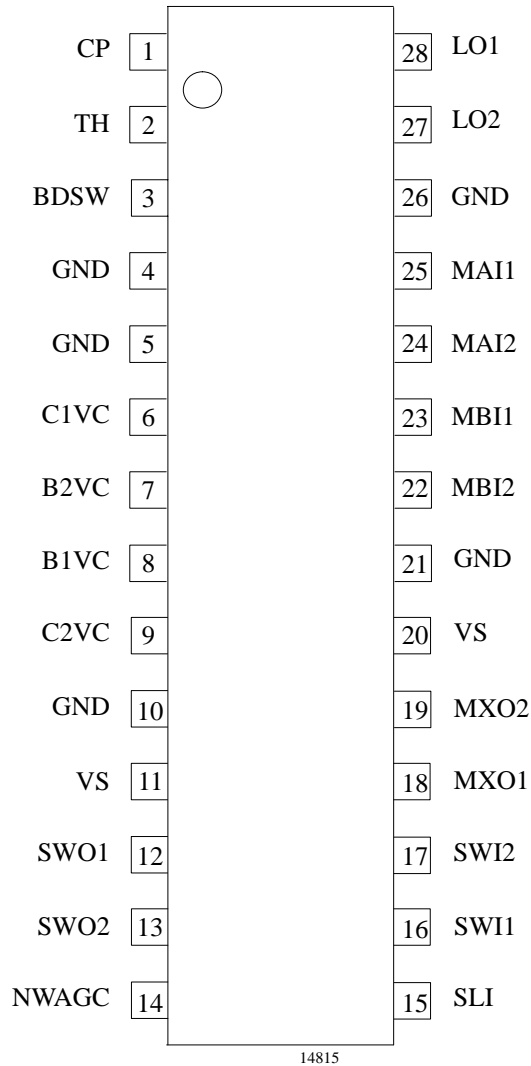 CP 1 28 LO1
TH 2 27 LO2
BDSW 3 26 GND
GND 4 25 MAI1
GND 5 24 MAI2
C1VC 6 23 MBI1
B2VC 7 22 MBI2
B1VC 8 21 GND
C2VC 9 20 VS
GND 10 19 MXO2
VS 11 18 MXO1
SWO1 12 17 SWI2
SWO2 13 16 SWI1
NWAGC 14 15 SLI
14815